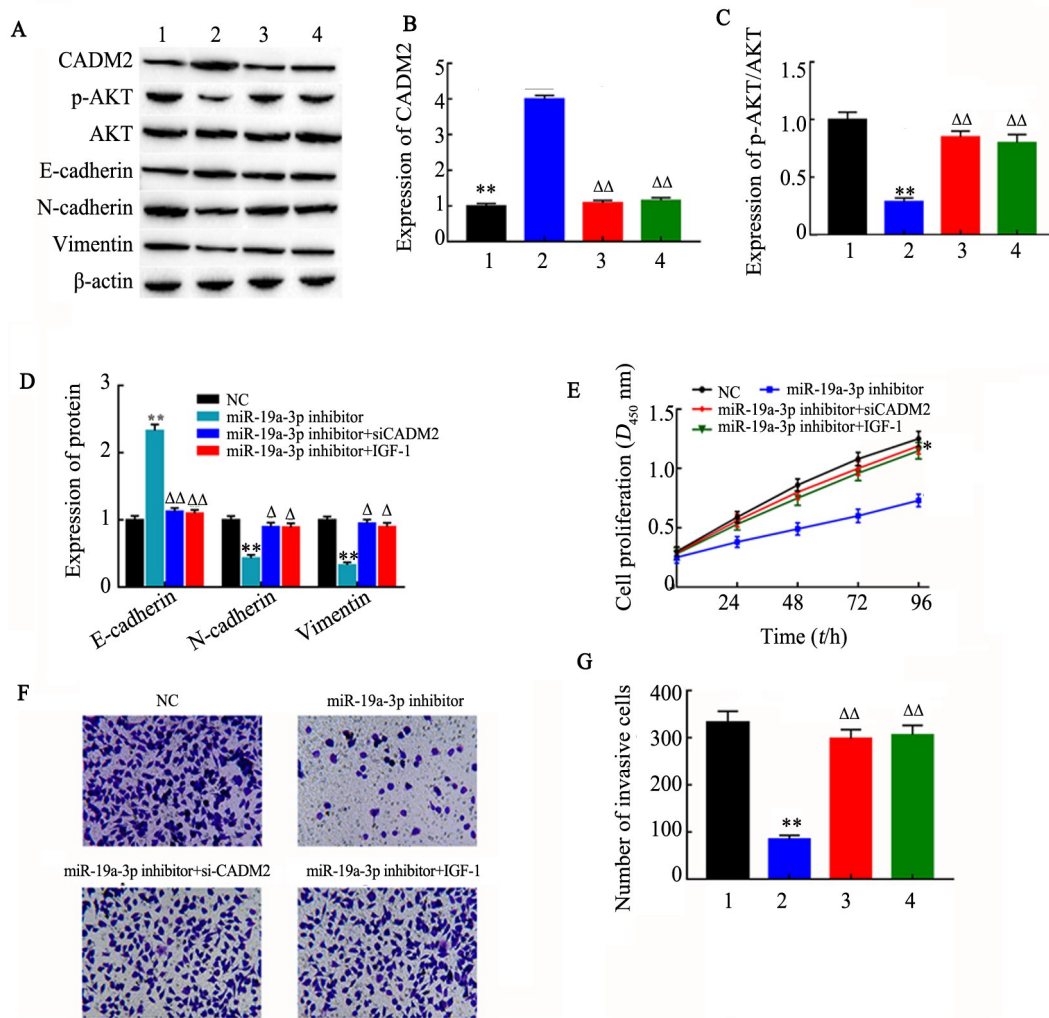 A
1 2 3 4
CADM2
p-AKT
AKT
E-cadherin
N-cadherin
Vimentin
β-actin
B
Expression of CADM2
5
4
3
2
1
0
**
ΔΔ
ΔΔ
1 2 3 4
C
Expression of p-AKT/AKT
1.5
1.0
0.5
0
**
ΔΔ
ΔΔ
1 2 3 4
D
Expression of protein
3
2
1
0
NC
miR-19a-3p inhibitor
miR-19a-3p inhibitor+siCADM2
miR-19a-3p inhibitor+IGF-1
**
ΔΔ ΔΔ
**
Δ Δ
**
Δ Δ
E-cadherin
N-cadherin
Vimentin
E
NC
miR-19a-3p inhibitor
miR-19a-3p inhibitor+siCADM2
miR-19a-3p inhibitor+IGF-1
Cell proliferation (D450 nm)
1.5
1.0
0.5
0
*
24 48 72 96
Time (t/h)
F
NC
miR-19a-3p inhibitor
miR-19a-3p inhibitor+si-CADM2
miR-19a-3p inhibitor+IGF-1
G
Number of invasive cells
400
300
200
100
0
**
ΔΔ
ΔΔ
1 2 3 4